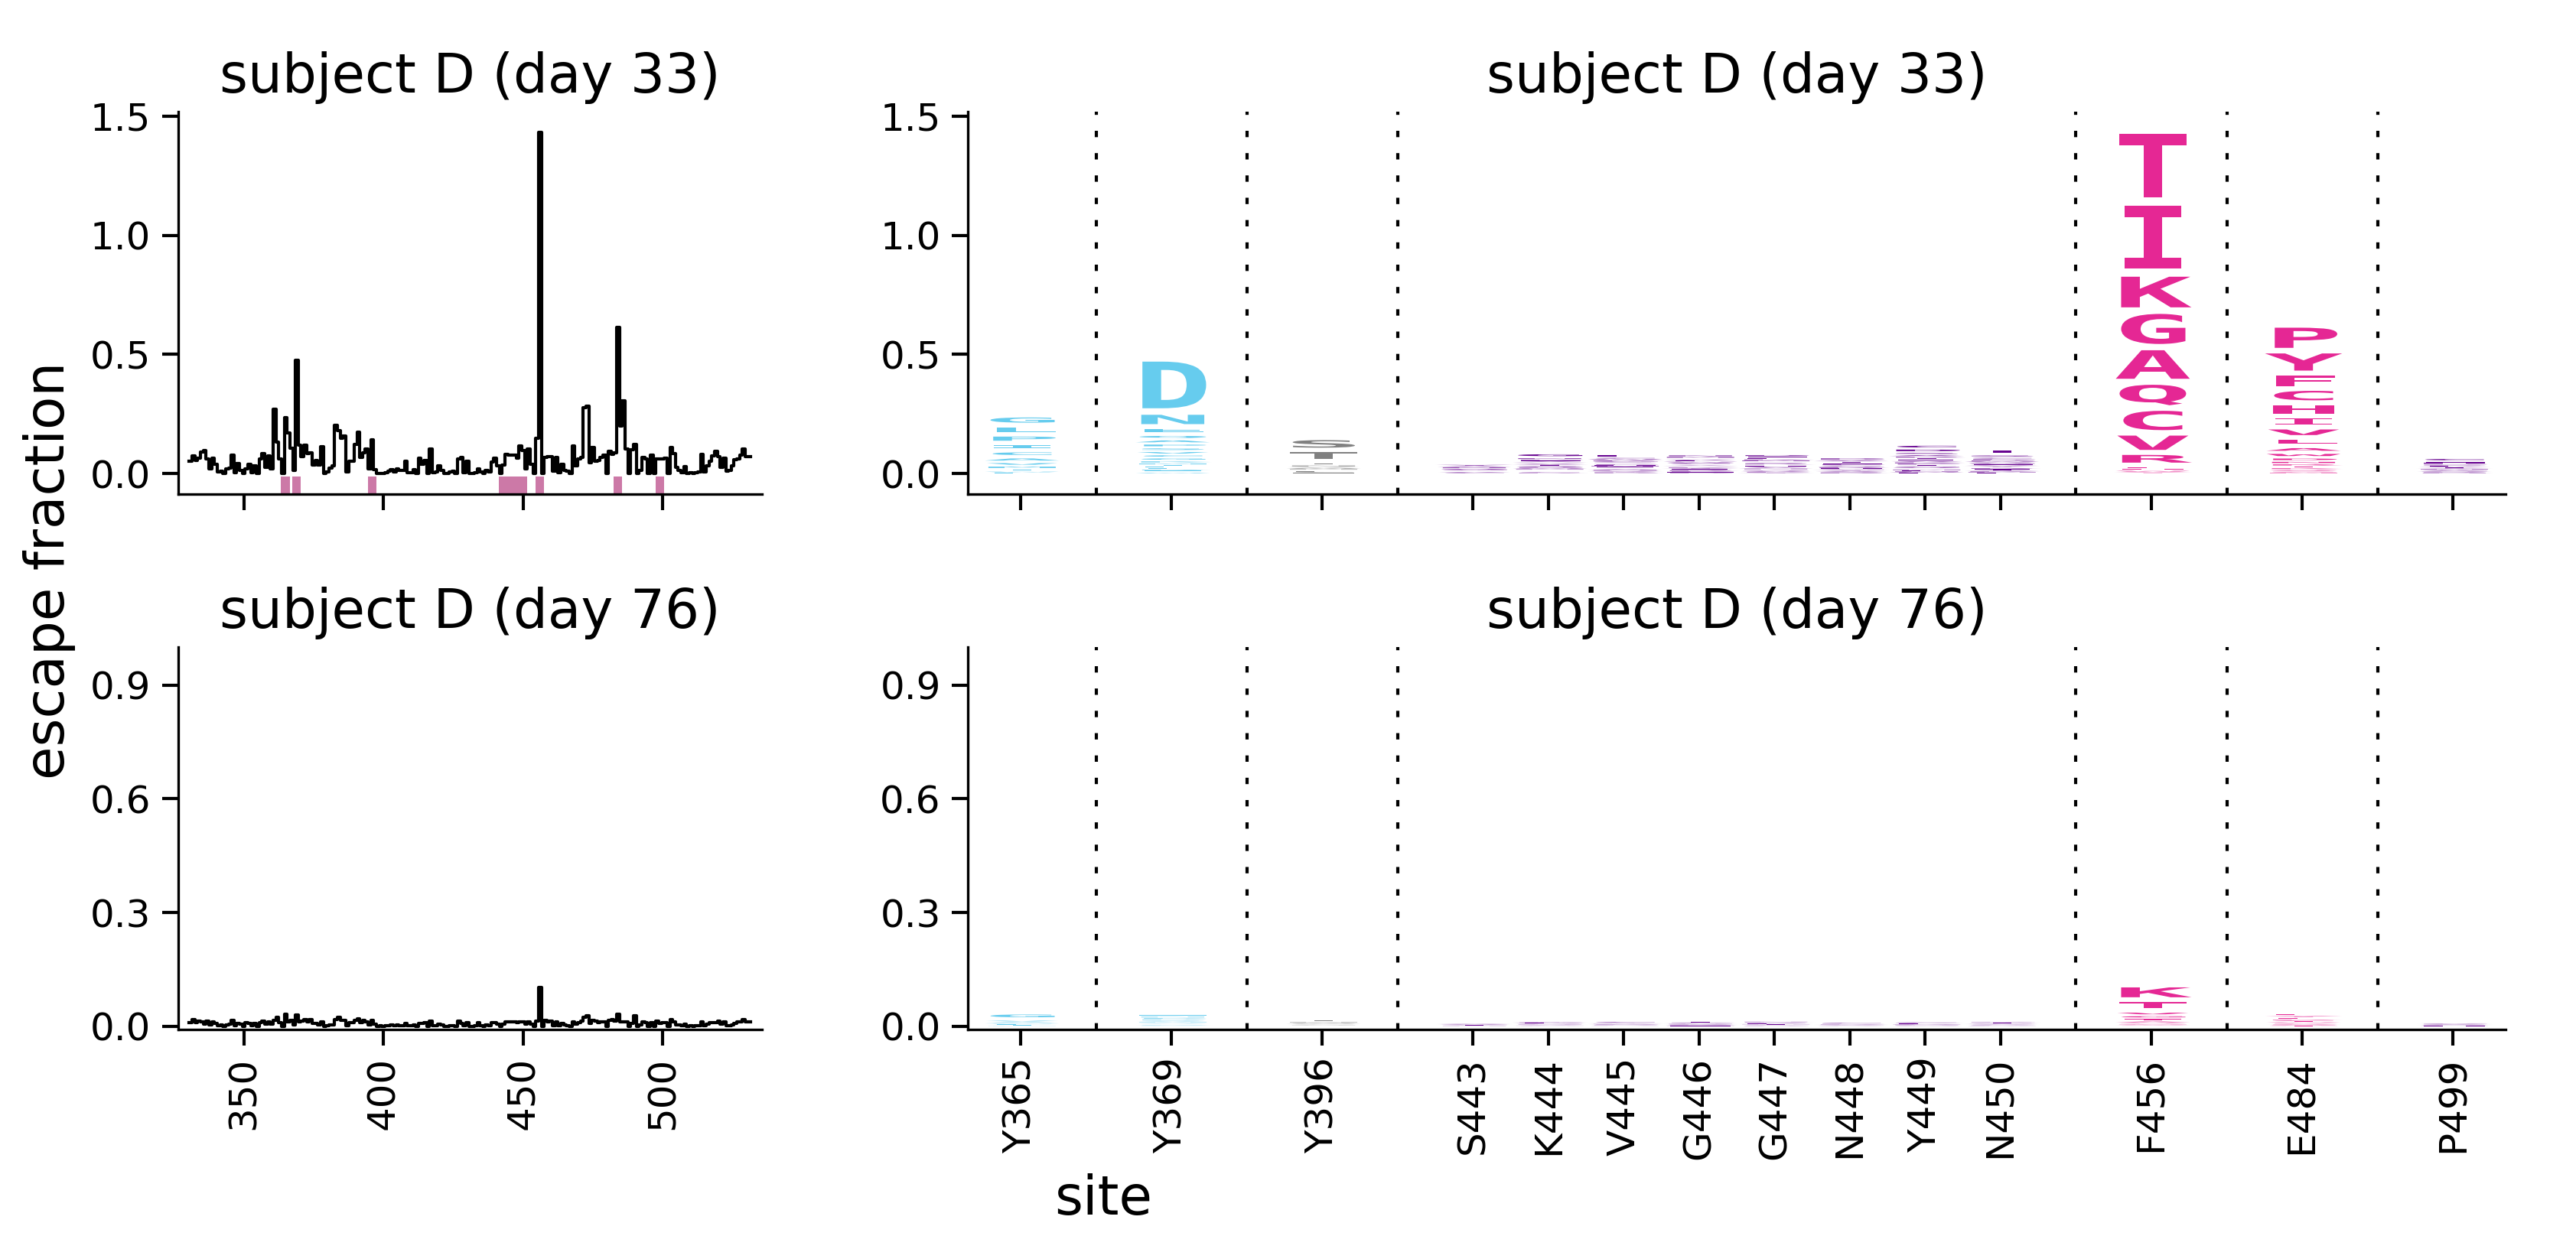 subject D (day 33)
subject D (day 33)
escape fraction
1.5
1.0
0.5
0.0
1.5
1.0
0.5
0.0
D
N
S
T
T
I
K
G
A
Q
C
V
R
P
Y
F
C
H
subject D (day 76)
subject D (day 76)
0.9
0.6
0.3
0.0
0.9
0.6
0.3
0.0
K
T
350 400 450 500
Y365 Y369 Y396 S443 K444 V445 G446 G447 N448 Y449 N450 F456 E484 P499
site